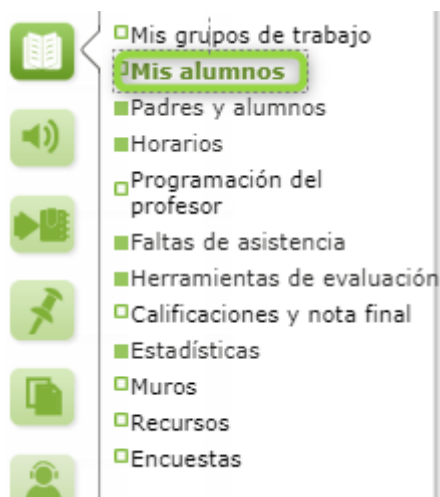 Mis grupos de trabajo
Mis alumnos
Padres y alumnos
Horarios
Programación del
profesor
Faltas de asistencia
Herramientas de evaluación
Calificaciones y nota final
Estadísticas
Muros
Recursos
Encuestas